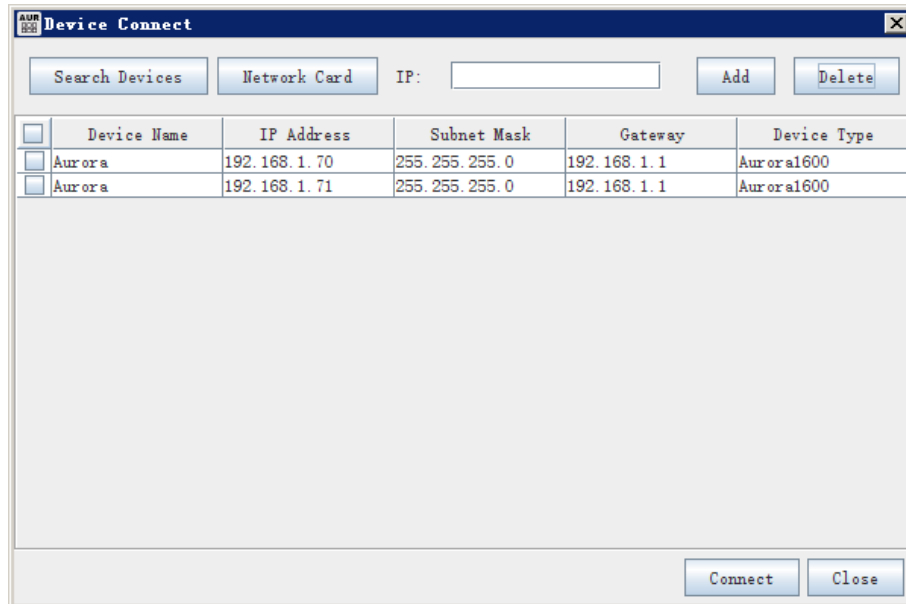 AUR Device Connect
Search Devices Network Card IP: Add Delete
Device Name IP Address Subnet Mask Gateway Device Type
Aurora 192.168.1.70 255.255.255.0 192.168.1.1 Aurora1600
Aurora 192.168.1.71 255.255.255.0 192.168.1.1 Aurora1600
Connect Close